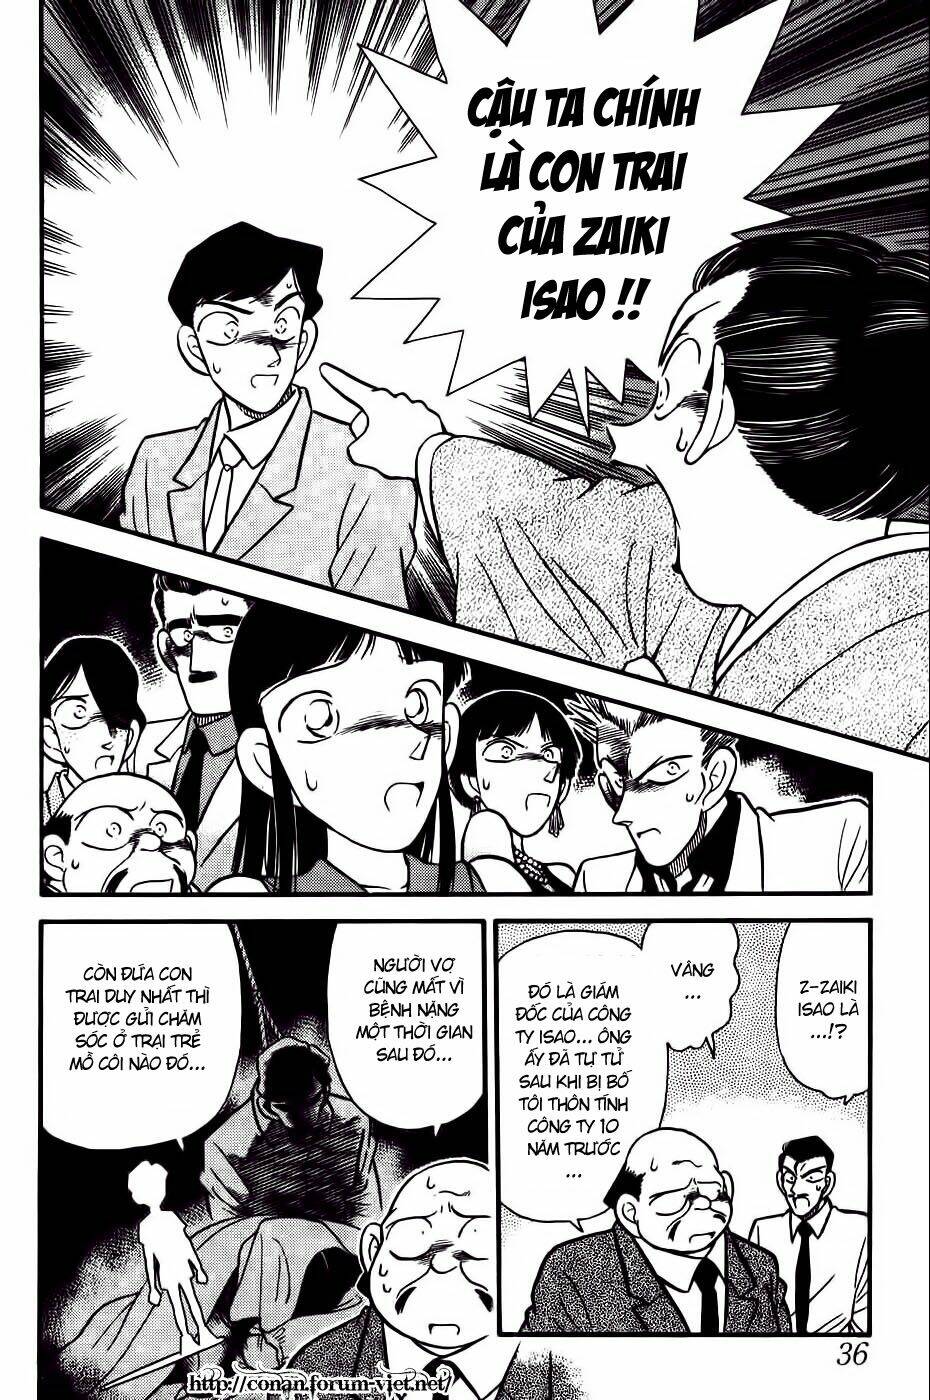 CẬU TA CHÍNH
LÀ CON TRAI
CỦA ZAIKI
ISAO !!
Z-ZAIKI
ISAO LÀ
...!?
VÂNG
...
ĐÓ LÀ GIÁM
ĐỐC CỦA CÔNG
TY ISAO... ÔNG
ẤY ĐÃ TỰ TỬ
SAU KHI BỊ BỐ
TÔI THÔN TÍNH
CÔNG TY 10
NĂM TRƯỚC
...
NGƯỜI VỢ
CŨNG MẤT VÌ
BỆNH NẶNG
MỘT THỜI GIAN
SAU ĐÓ...
CÒN ĐỨA CON
TRAI DUY NHẤT THÌ
ĐƯỢC GỬI CHĂM
SÓC Ở TRẠI TRẺ
MỒ CÔI NÀO ĐÓ...
36
http://conan.forum-viet.net/